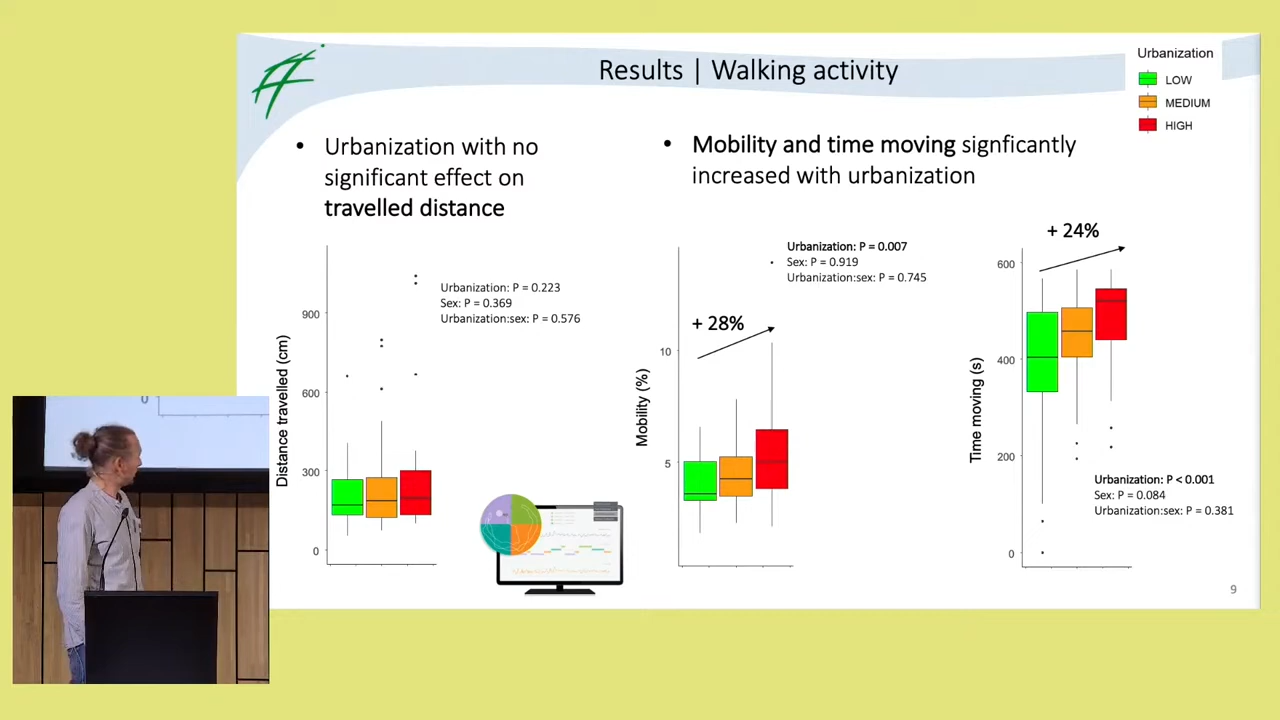 Results | Walking activity
Urbanization
LOW
MEDIUM
HIGH
• Urbanization with no
significant effect on
travelled distance
• Mobility and time moving signficantly
increased with urbanization
Distance travelled (cm)
900
600
300
0
Urbanization: P = 0.223
Sex: P = 0.369
Urbanization:sex: P = 0.576
Mobility (%)
10
5
+ 28%
Urbanization: P = 0.007
Sex: P = 0.919
Urbanization:sex: P = 0.745
Time moving (s)
600
400
200
0
+ 24%
Urbanization: P < 0.001
Sex: P = 0.084
Urbanization:sex: P = 0.381
9
0